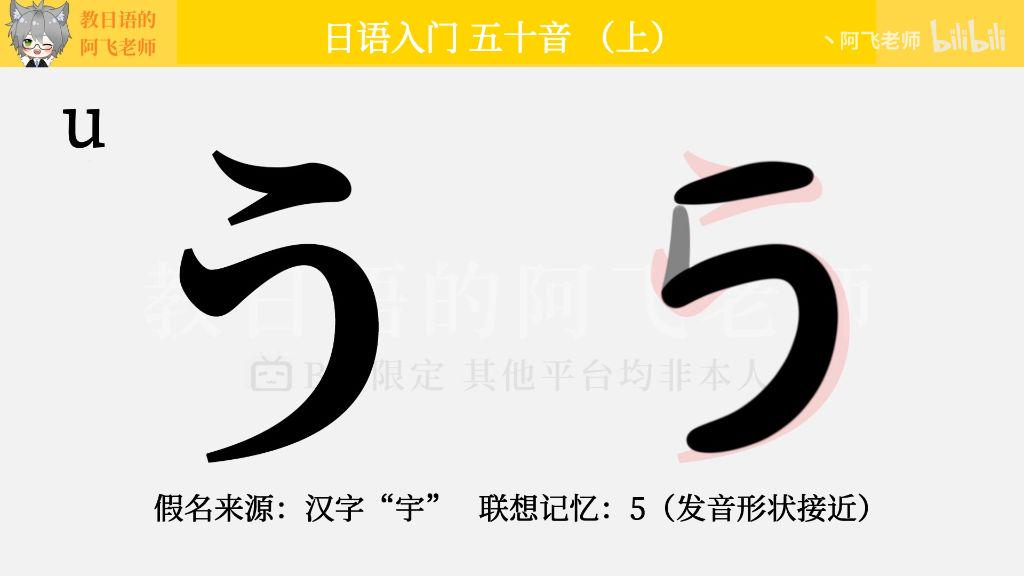 教日语的
阿飞老师
日语入门 五十音 （上）
丶阿飞老师 bilibili
u
う
う
教日语的阿飞老师
限定 其他平台均非本人
假名来源：汉字“宇” 联想记忆：5（发音形状接近）